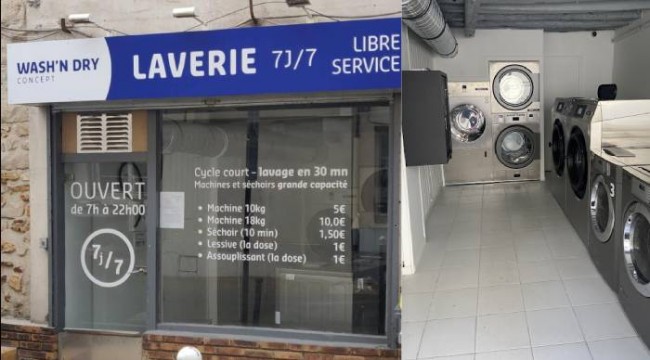 WASH'N DRY
CONCEPT
LAVERIE 7J/7
LIBRE
SERVICE
OUVERT
de 7h à 22h00
7j/7
Cycle court - lavage en 30 mn
Machines et séchoirs grande capacité
• Machine 10kg 5€
• Machine 18kg 10,0€
• Séchoir (10 min) 1,50€
• Lessive (la dose) 1€
• Assouplissant (la dose) 1€
3